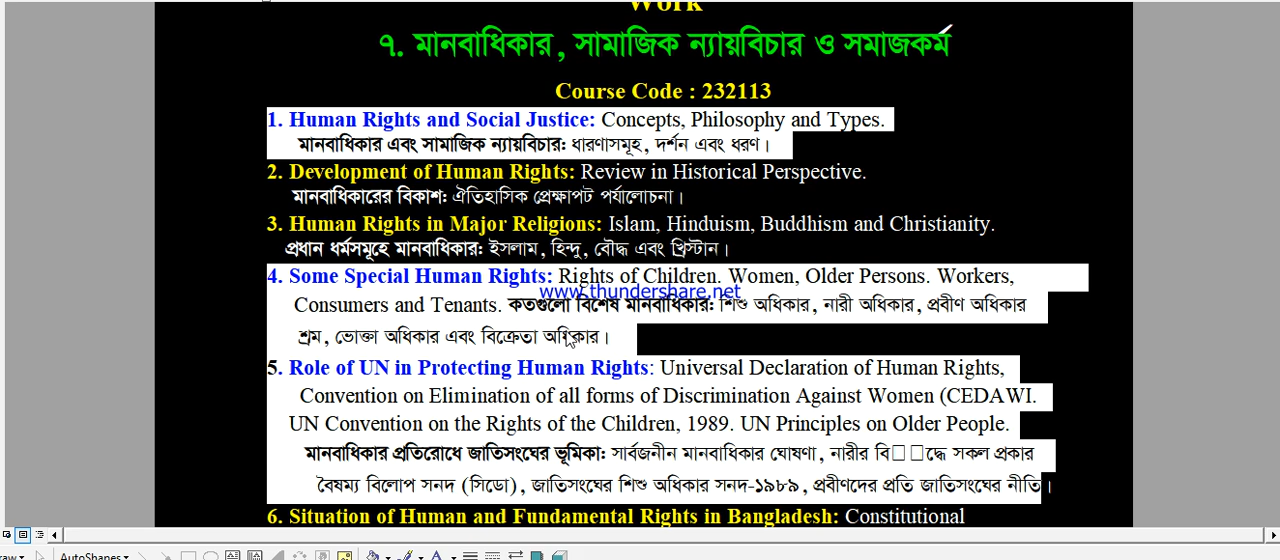 Work
৭. মানবাধিকার, সামাজিক ন্যায়বিচার ও সমাজকর্ম
Course Code : 232113
1. Human Rights and Social Justice: Concepts, Philosophy and Types.
মানবাধিকার এবং সামাজিক ন্যায়বিচার: ধারণাসমূহ, দর্শন এবং ধরণ।
2. Development of Human Rights: Review in Historical Perspective.
মানবাধিকারের বিকাশ: ঐতিহাসিক প্রেক্ষাপট পর্যালোচনা।
3. Human Rights in Major Religions: Islam, Hinduism, Buddhism and Christianity.
প্রধান ধর্মসমূহে মানবাধিকার: ইসলাম, হিন্দু, বৌদ্ধ এবং খ্রিস্টান।
4. Some Special Human Rights: Rights of Children. Women, Older Persons. Workers,
www.thundershare.net
Consumers and Tenants. কতগুলো বিশেষ মানবাধিকার: শিশু অধিকার, নারী অধিকার, প্রবীণ অধিকার
শ্রম, ভোক্তা অধিকার এবং বিক্রেতা অধিকার।
5. Role of UN in Protecting Human Rights: Universal Declaration of Human Rights,
Convention on Elimination of all forms of Discrimination Against Women (CEDAWI.
UN Convention on the Rights of the Children, 1989. UN Principles on Older People.
মানবাধিকার প্রতিরোধে জাতিসংঘের ভূমিকা: সার্বজনীন মানবাধিকার ঘোষণা, নারীর বি□□দ্ধে সকল প্রকার
বৈষম্য বিলোপ সনদ (সিডো), জাতিসংঘের শিশু অধিকার সনদ-১৯৮৯, প্রবীণদের প্রতি জাতিসংঘের নীতি।
6. Situation of Human and Fundamental Rights in Bangladesh: Constitutional
AutoShapes